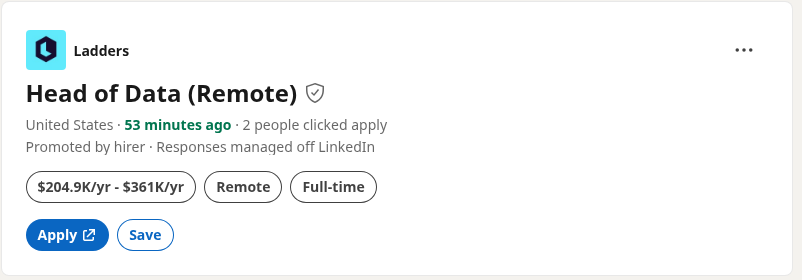 Ladders
Head of Data (Remote)
United States · 53 minutes ago · 2 people clicked apply
Promoted by hirer · Responses managed off LinkedIn
$204.9K/yr - $361K/yr Remote Full-time
Apply Save